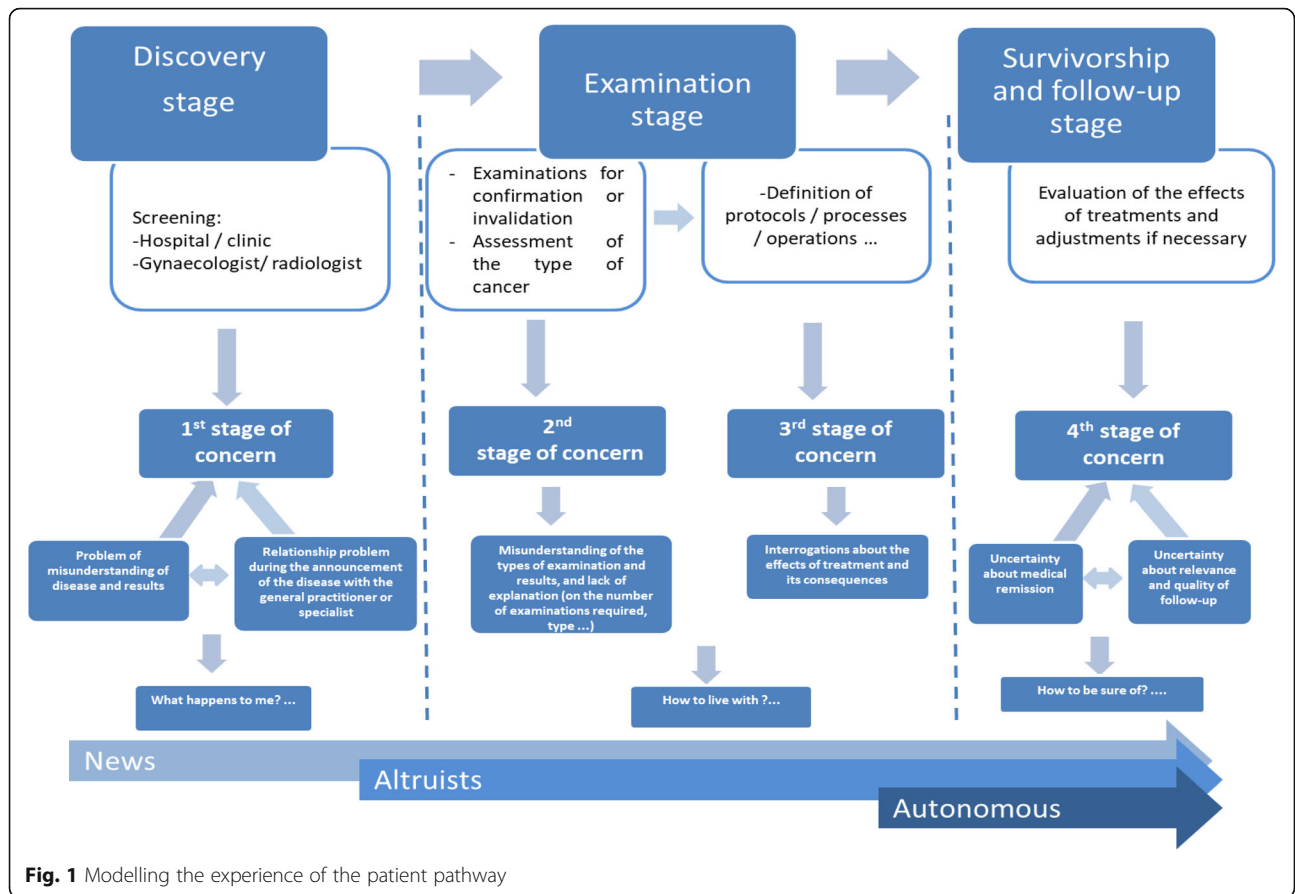 Discovery
stage
Examination
stage
Survivorship
and follow-up
stage
Screening:
-Hospital / clinic
-Gynaecologist/ radiologist
- Examinations for
confirmation or
invalidation
- Assessment of
the type of
cancer
-Definition of
protocols / processes
/ operations ...
Evaluation of the effects
of treatments and
adjustments if necessary
1st stage of
concern
2nd
stage of concern
3rd stage of
concern
4th stage of
concern
Problem of
misunderstanding of
disease and results
Relationship problem
during the announcement
of the disease with the
general practitioner or
specialist
Misunderstanding of the
types of examination and
results, and lack of
explanation (on the number
of examinations required,
type ...)
Interrogations about the
effects of treatment and
its consequences
Uncertainty
about medical
remission
Uncertainty
about relevance
and quality of
follow-up
What happens to me? ...
How to live with ?...
How to be sure of? ....
News
Altruists
Autonomous
Fig. 1 Modelling the experience of the patient pathway